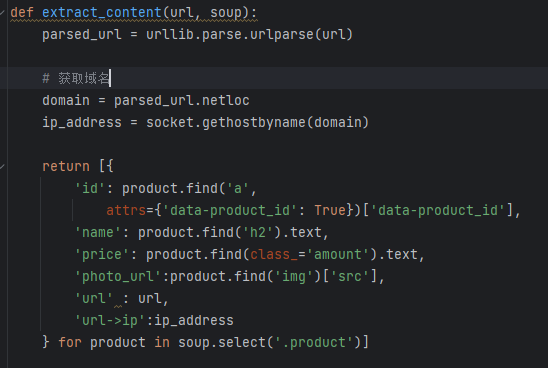 def extract_content(url, soup):
    parsed_url = urllib.parse.urlparse(url)
    # 获取域名
    domain = parsed_url.netloc
    ip_address = socket.gethostbyname(domain)
    return [{
        'id': product.find('a',
            attrs={'data-product_id': True})['data-product_id'],
        'name': product.find('h2').text,
        'price': product.find(class_='amount').text,
        'photo_url':product.find('img')['src'],
        'url' : url,
        'url->ip':ip_address
    } for product in soup.select('.product')]